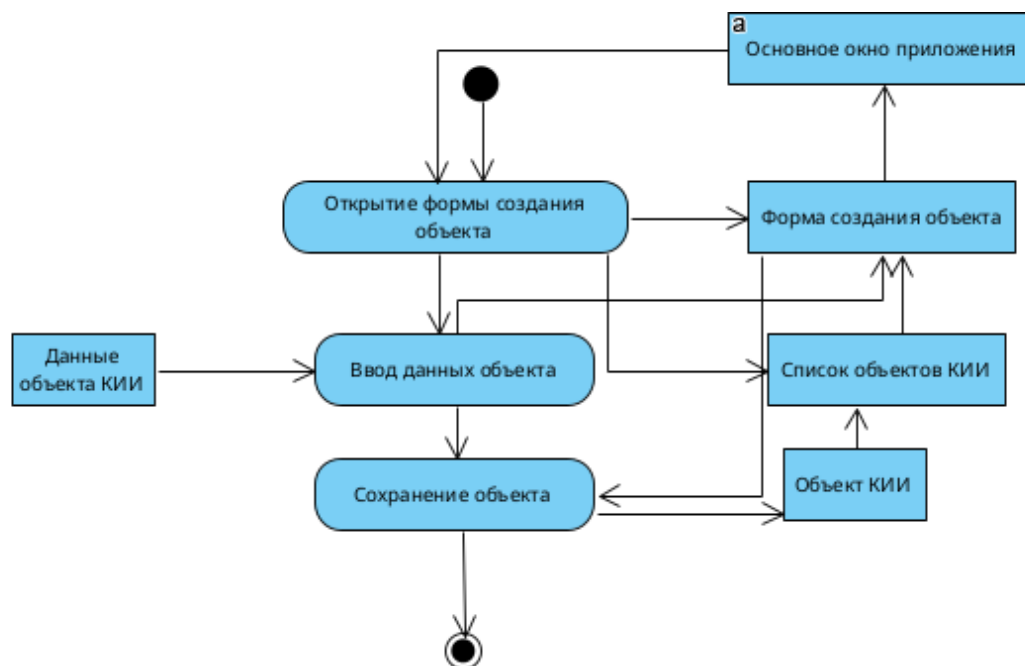 a
Основное окно приложения
Открытие формы создания
объекта
Форма создания объекта
Данные
объекта КИИ
Ввод данных объекта
Список объектов КИИ
Сохранение объекта
Объект КИИ